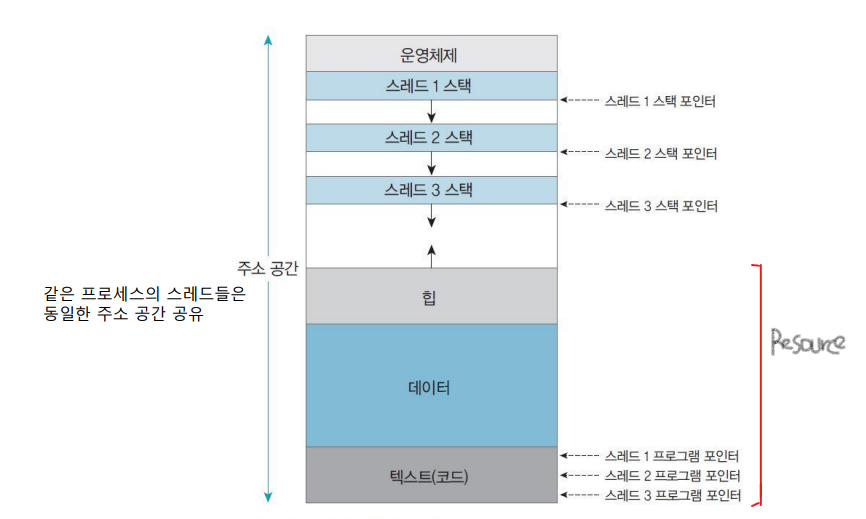 운영체제
스레드 1 스택
스레드 1 스택 포인터
스레드 2 스택
스레드 2 스택 포인터
스레드 3 스택
스레드 3 스택 포인터
주소 공간
같은 프로세스의 스레드들은
동일한 주소 공간 공유
힙
Resource
데이터
텍스트(코드)
스레드 1 프로그램 포인터
스레드 2 프로그램 포인터
스레드 3 프로그램 포인터